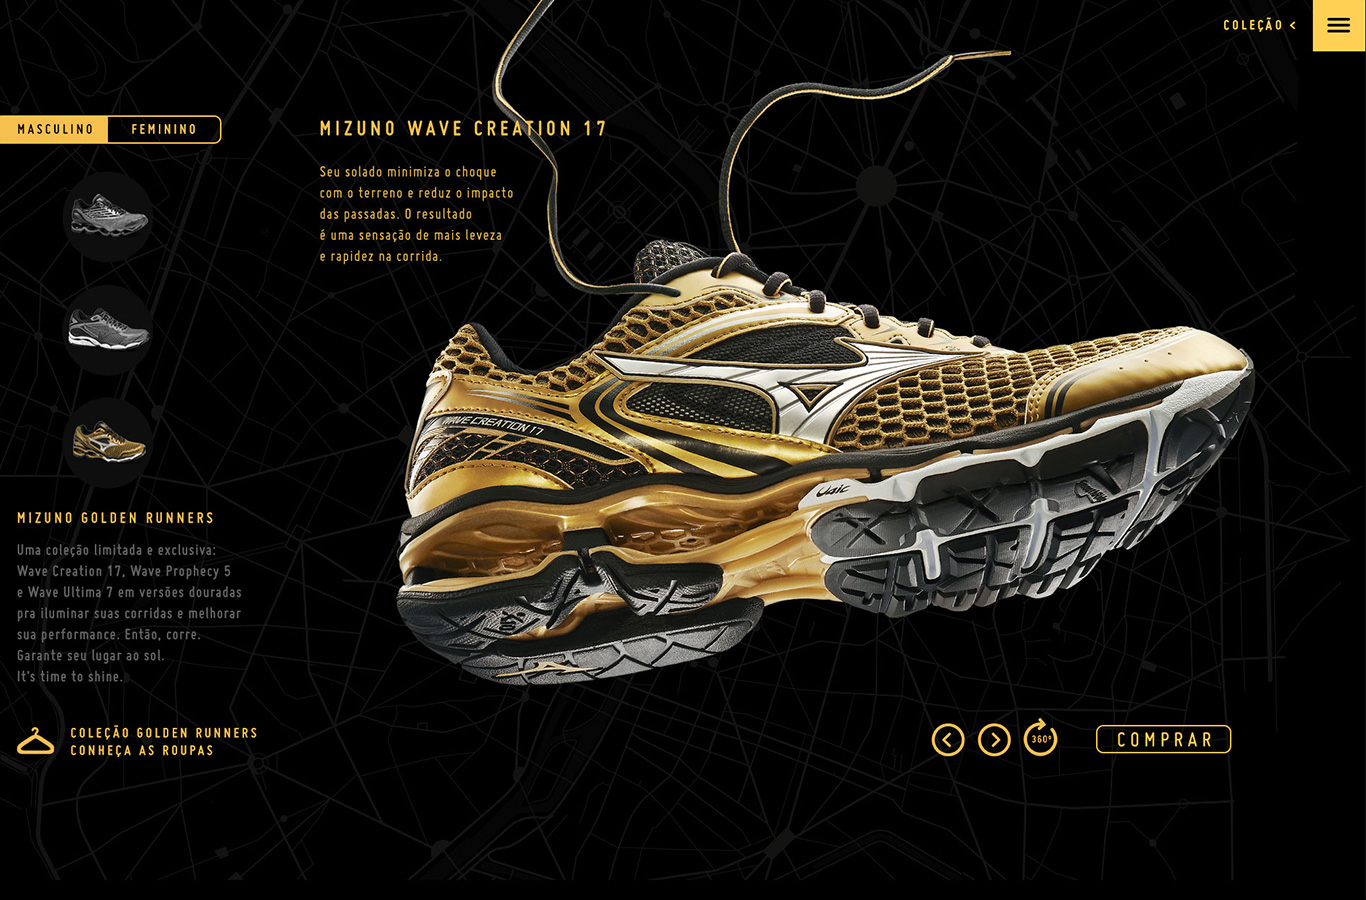 COLEÇÃO <
MASCULINO
FEMININO
MIZUNO WAVE CREATION 17
Seu solado minimiza o choque
com o terreno e reduz o impacto
das passadas. O resultado
é uma sensação de mais leveza
e rapidez na corrida.
WAVE CREATION 17
MIZUNO GOLDEN RUNNERS
Uma coleção limitada e exclusiva:
Wave Creation 17, Wave Prophecy 5
e Wave Ultima 7 em versões douradas
pra iluminar suas corridas e melhorar
sua performance. Então, corre.
Garante seu lugar ao sol.
It's time to shine.
COLEÇÃO GOLDEN RUNNERS
CONHEÇA AS ROUPAS
360º
COMPRAR